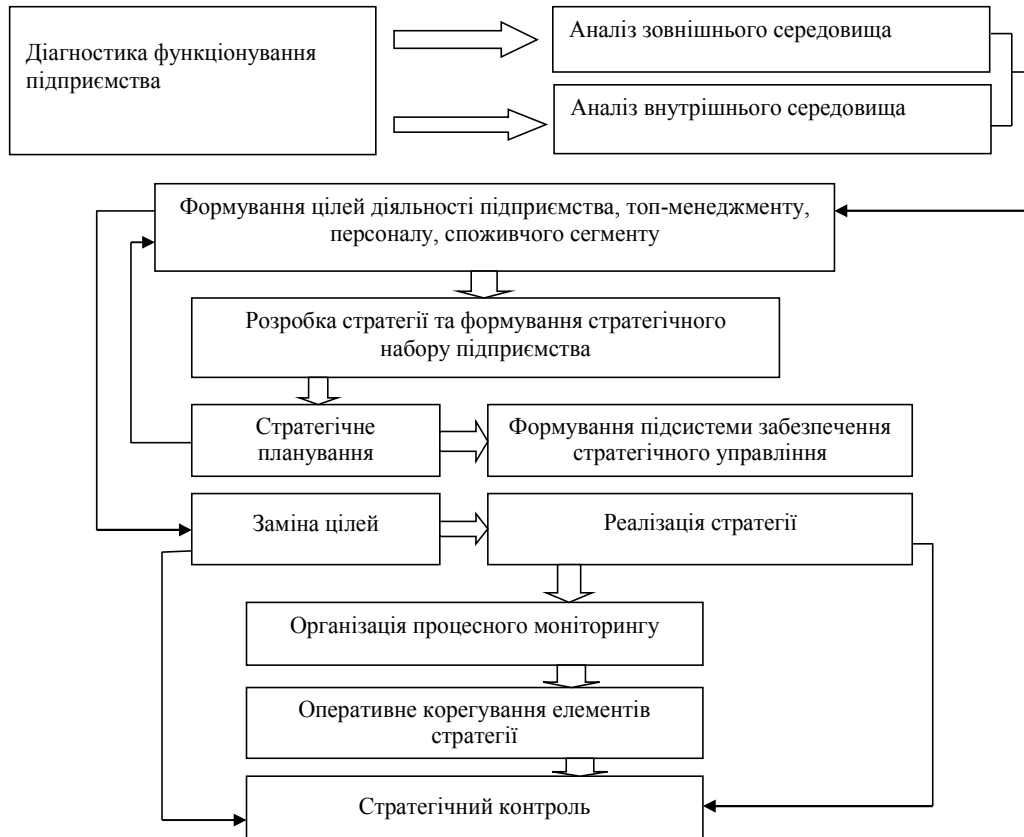 Діагностика функціонування
підприємства
Аналіз зовнішнього середовища
Аналіз внутрішнього середовища
Формування цілей діяльності підприємства, топ-менеджменту,
персоналу, споживчого сегменту
Розробка стратегії та формування стратегічного
набору підприємства
Стратегічне
планування
Формування підсистеми забезпечення
стратегічного управління
Заміна цілей
Реалізація стратегії
Організація процесного моніторингу
Оперативне корегування елементів
стратегії
Стратегічний контроль